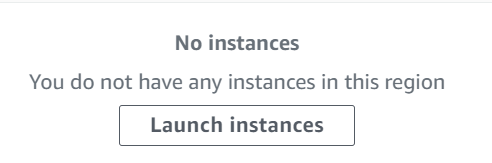 No instances
You do not have any instances in this region
Launch instances